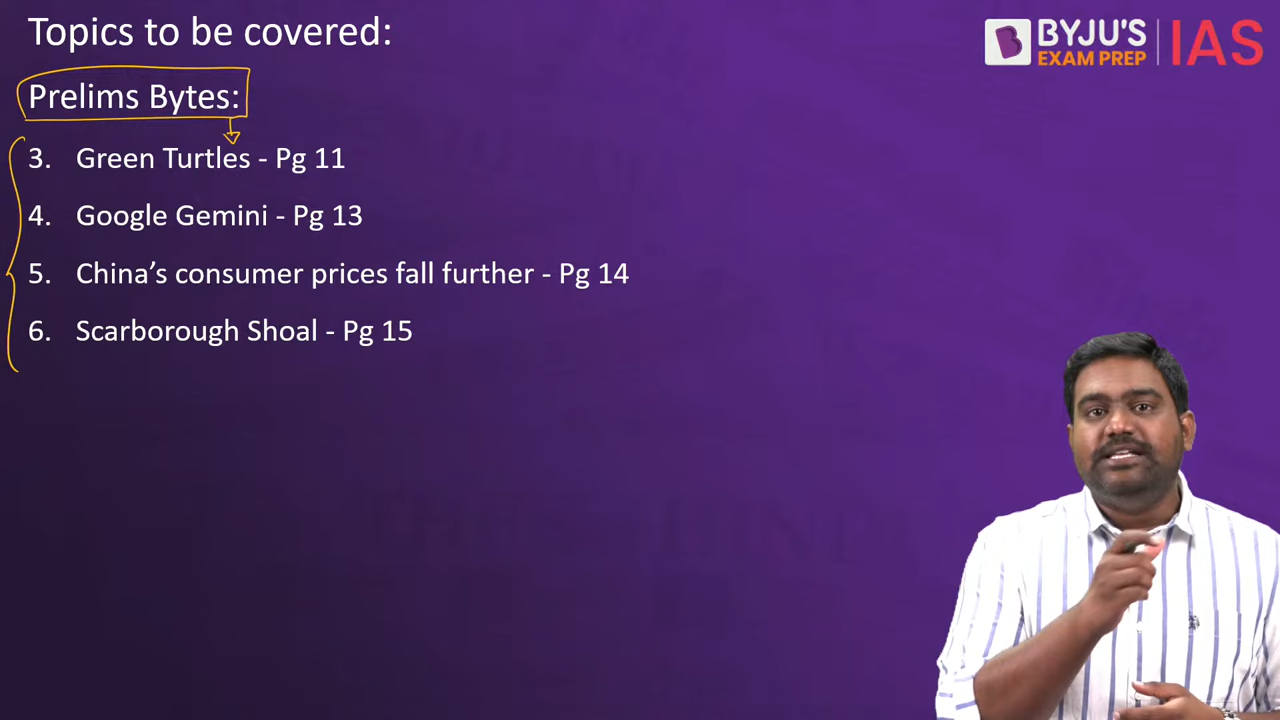 Topics to be covered:
BYJU'S
EXAM PREP
IAS
Prelims Bytes:
3. Green Turtles - Pg 11
4. Google Gemini - Pg 13
5. China’s consumer prices fall further - Pg 14
6. Scarborough Shoal - Pg 15